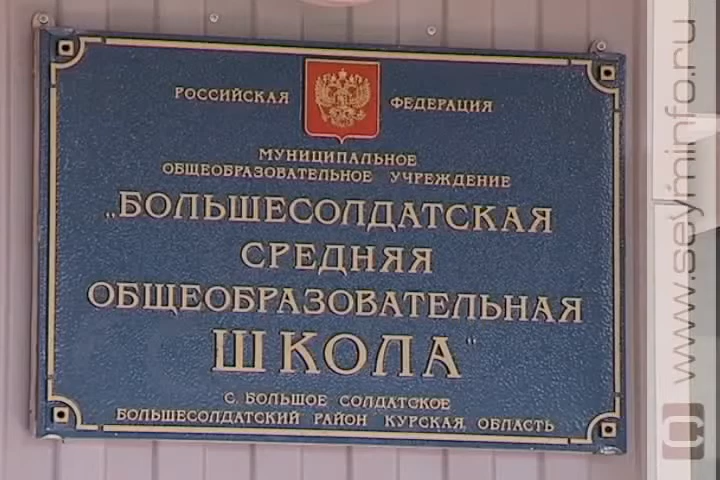 РОССИЙСКАЯ ФЕДЕРАЦИЯ
МУНИЦИПАЛЬНОЕ
ОБЩЕОБРАЗОВАТЕЛЬНОЕ УЧРЕЖДЕНИЕ
„БОЛЬШЕСОЛДАТСКАЯ
СРЕДНЯЯ
ОБЩЕОБРАЗОВАТЕЛЬНАЯ
ШКОЛА"
С. БОЛЬШОЕ СОЛДАТСКОЕ
БОЛЬШЕСОЛДАТСКИЙ РАЙОН КУРСКАЯ, ОБЛАСТЬ
www.seyminfo.ru
C